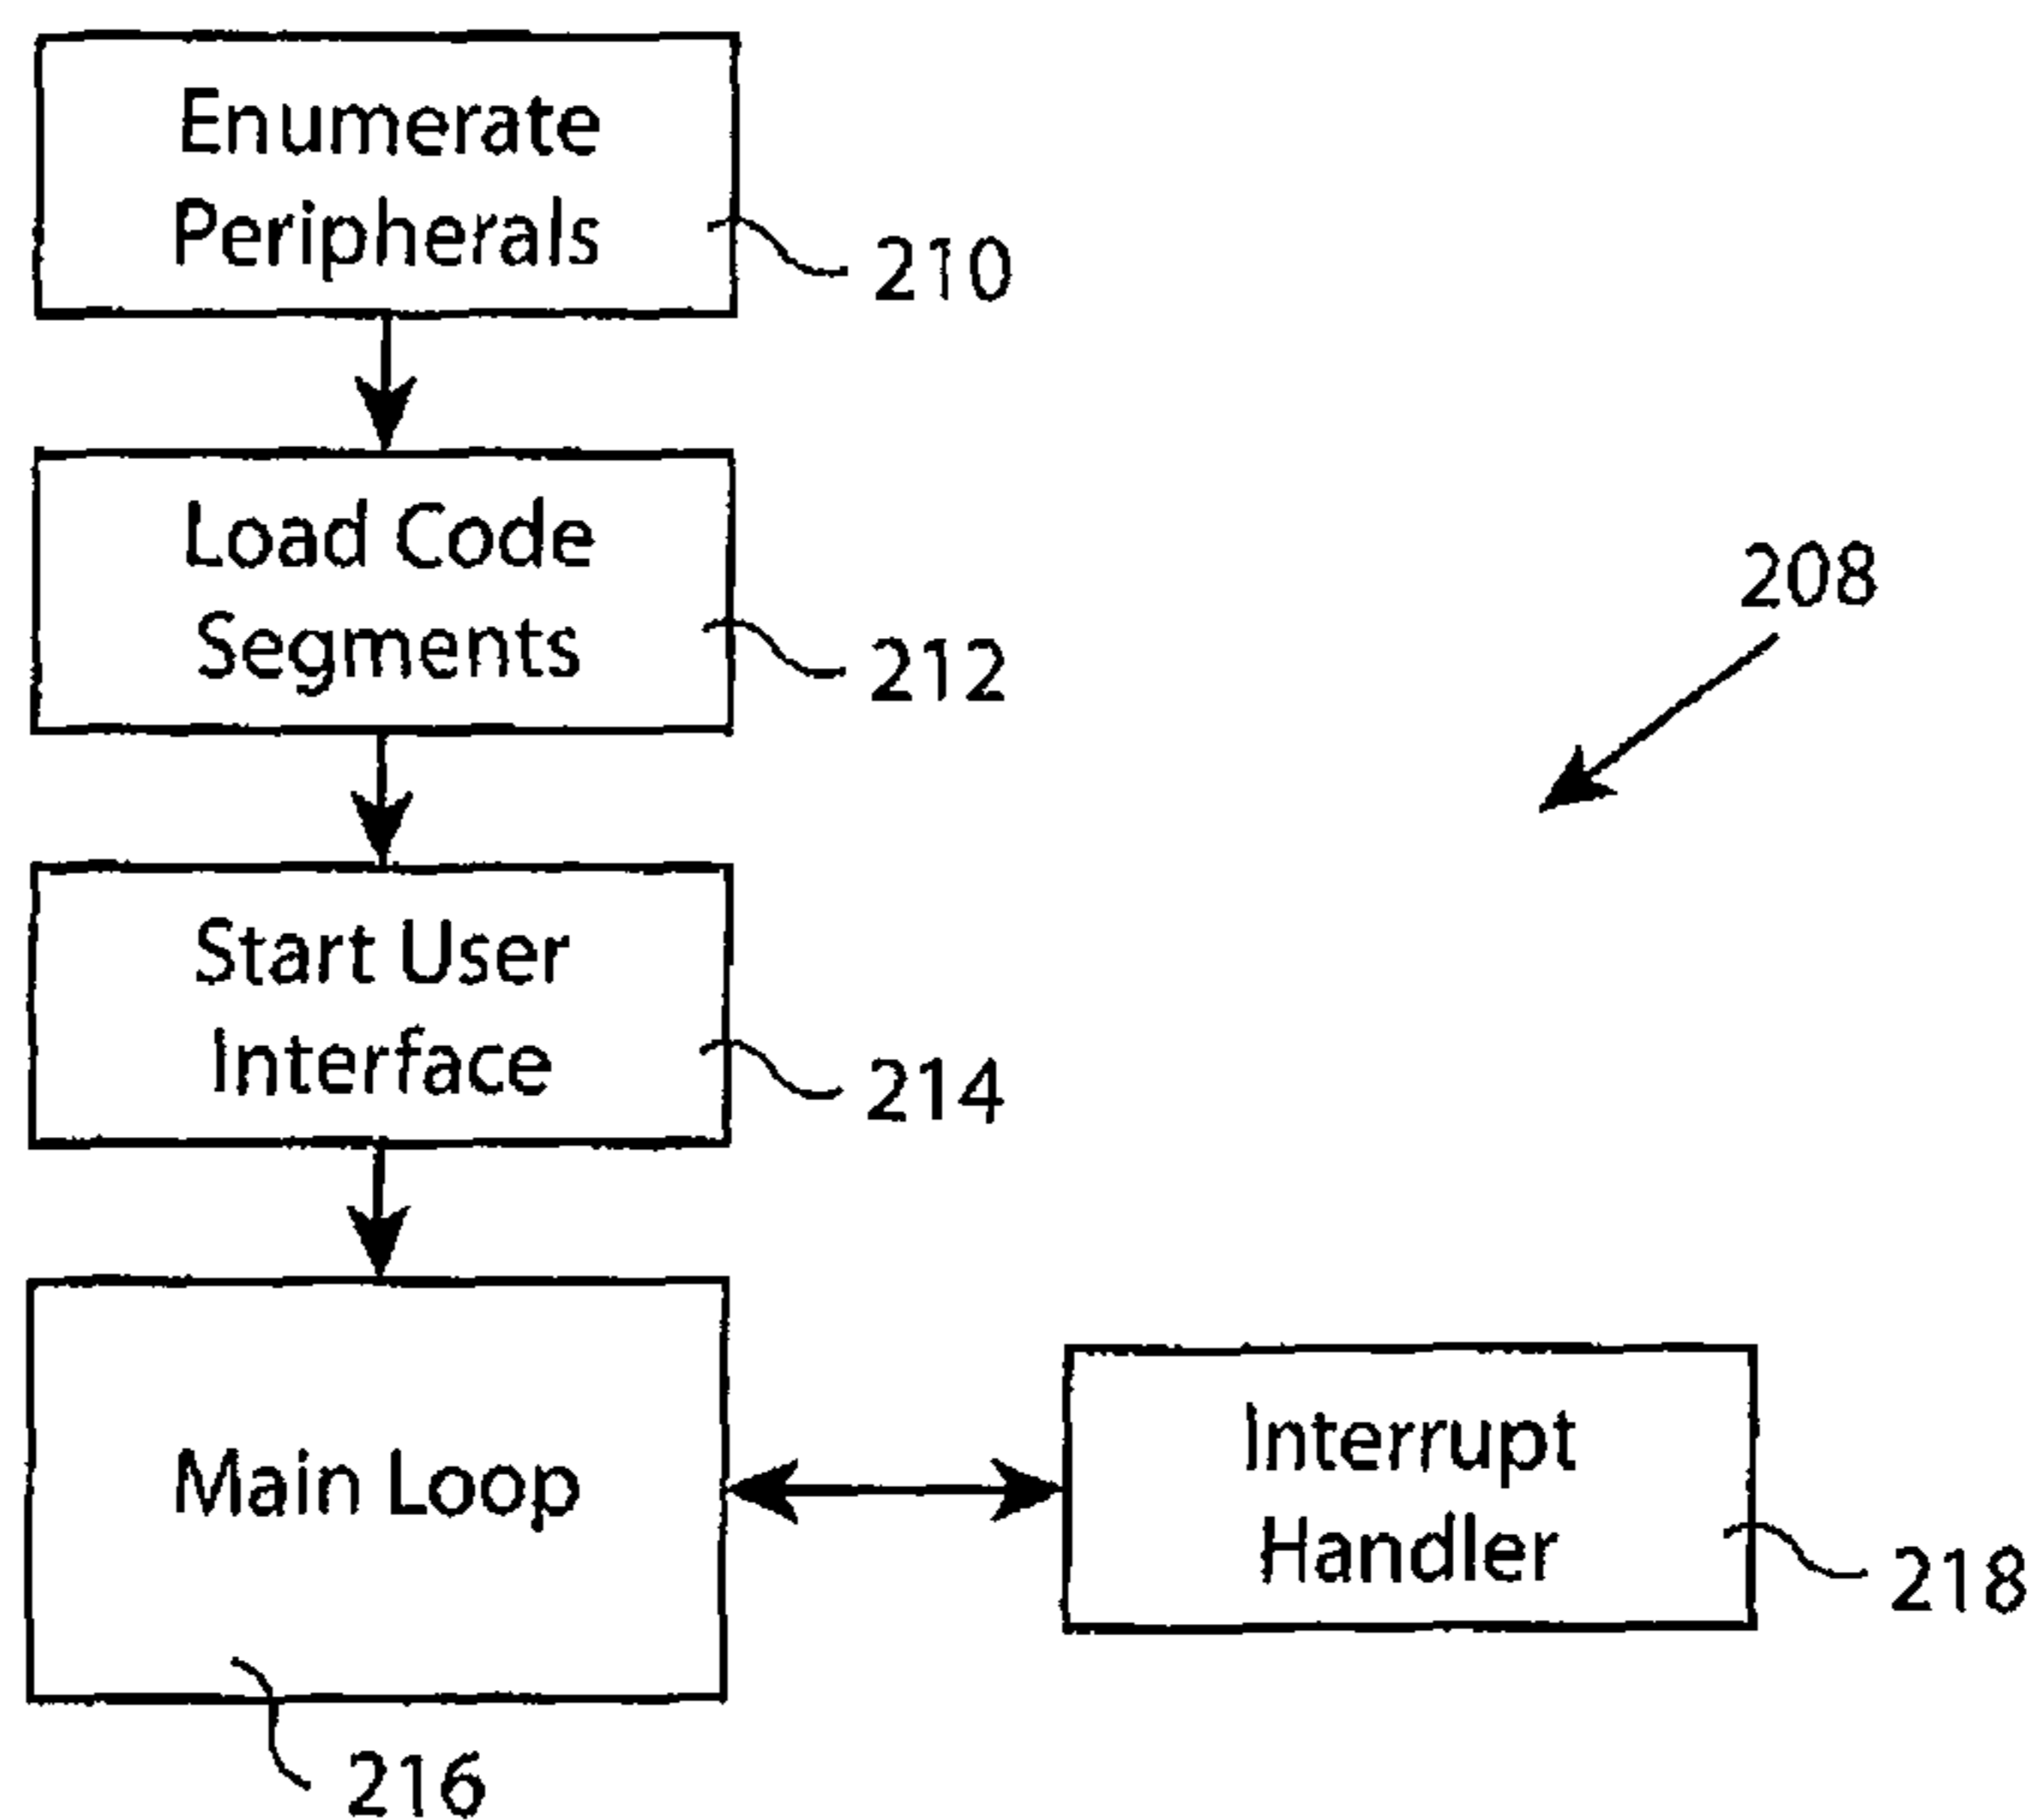 Enumerate
Peripherals
210
Load Code
Segments
212
208
Start User
Interface
214
Main Loop
216
Interrupt
Handler
218